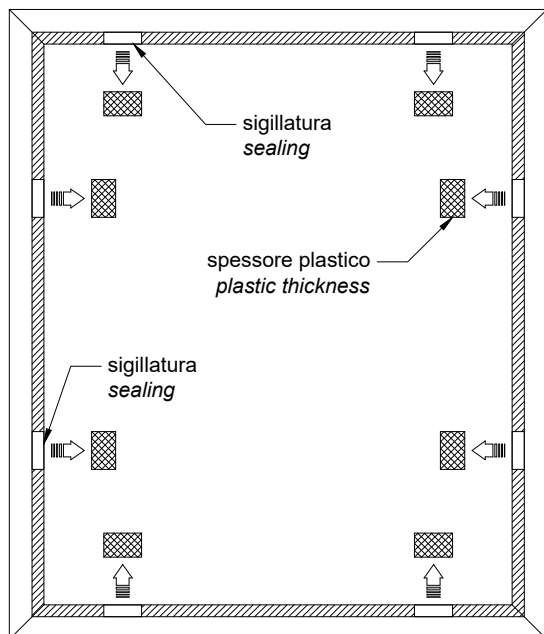 sigillatura
sealing
spessore plastico
plastic thickness
sigillatura
sealing